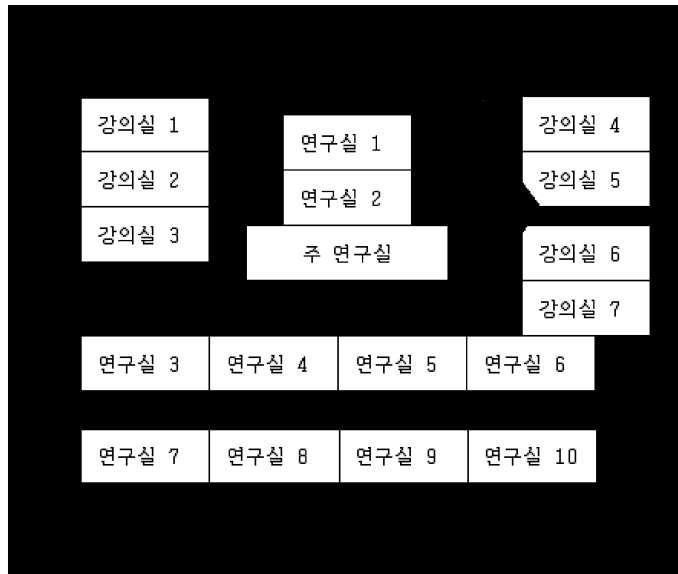 강의실 1
강의실 2
강의실 3
연구실 1
연구실 2
주 연구실
강의실 4
강의실 5
강의실 6
강의실 7
연구실 3
연구실 4
연구실 5
연구실 6
연구실 7
연구실 8
연구실 9
연구실 10